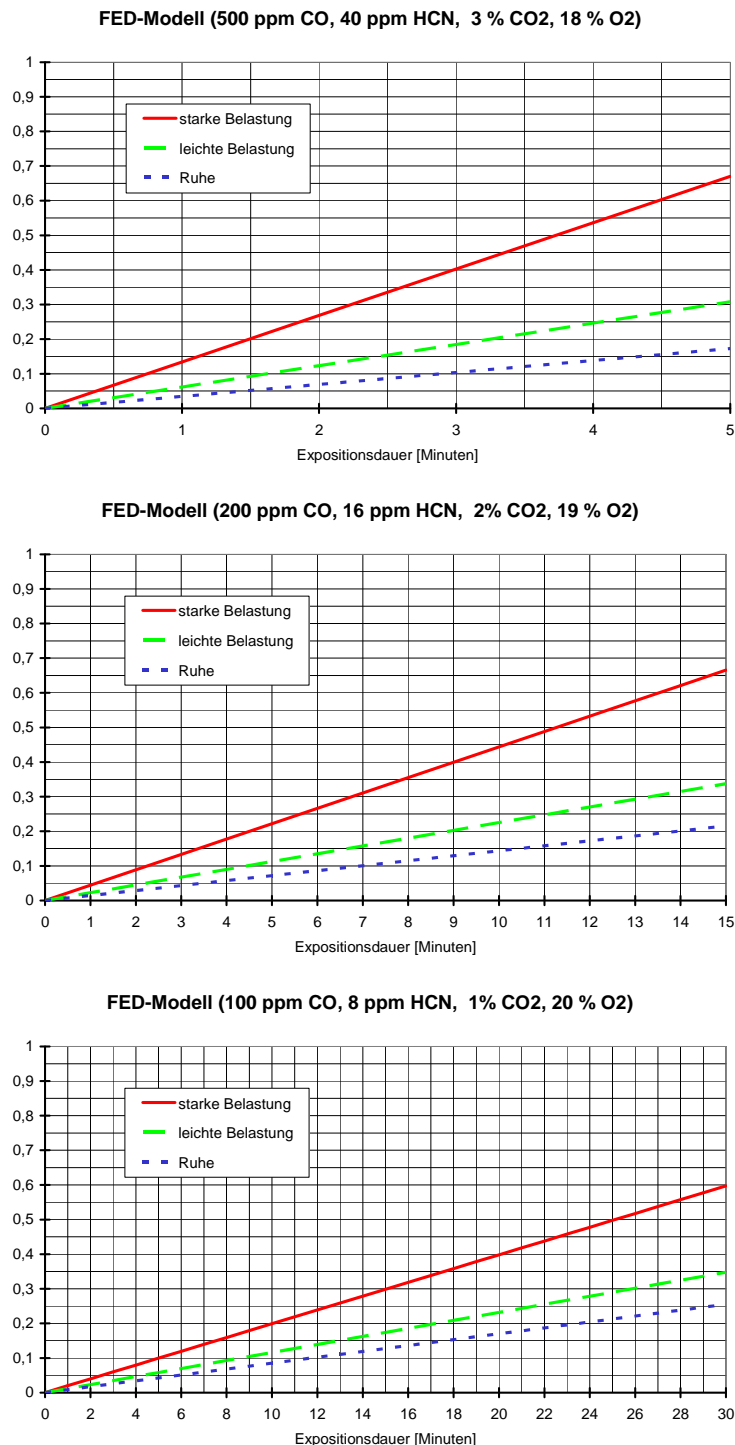 FED-Modell (500 ppm CO, 40 ppm HCN, 3 % CO2, 18 % O2)
1
0,9
0,8
0,7
0,6
0,5
0,4
0,3
0,2
0,1
0
starke Belastung
leichte Belastung
Ruhe
0 1 2 3 4 5
Expositionsdauer [Minuten]
FED-Modell (200 ppm CO, 16 ppm HCN, 2% CO2, 19 % O2)
1
0,9
0,8
0,7
0,6
0,5
0,4
0,3
0,2
0,1
0
starke Belastung
leichte Belastung
Ruhe
0 1 2 3 4 5 6 7 8 9 10 11 12 13 14 15
Expositionsdauer [Minuten]
FED-Modell (100 ppm CO, 8 ppm HCN, 1% CO2, 20 % O2)
1
0,9
0,8
0,7
0,6
0,5
0,4
0,3
0,2
0,1
0
starke Belastung
leichte Belastung
Ruhe
0 2 4 6 8 10 12 14 16 18 20 22 24 26 28 30
Expositionsdauer [Minuten]